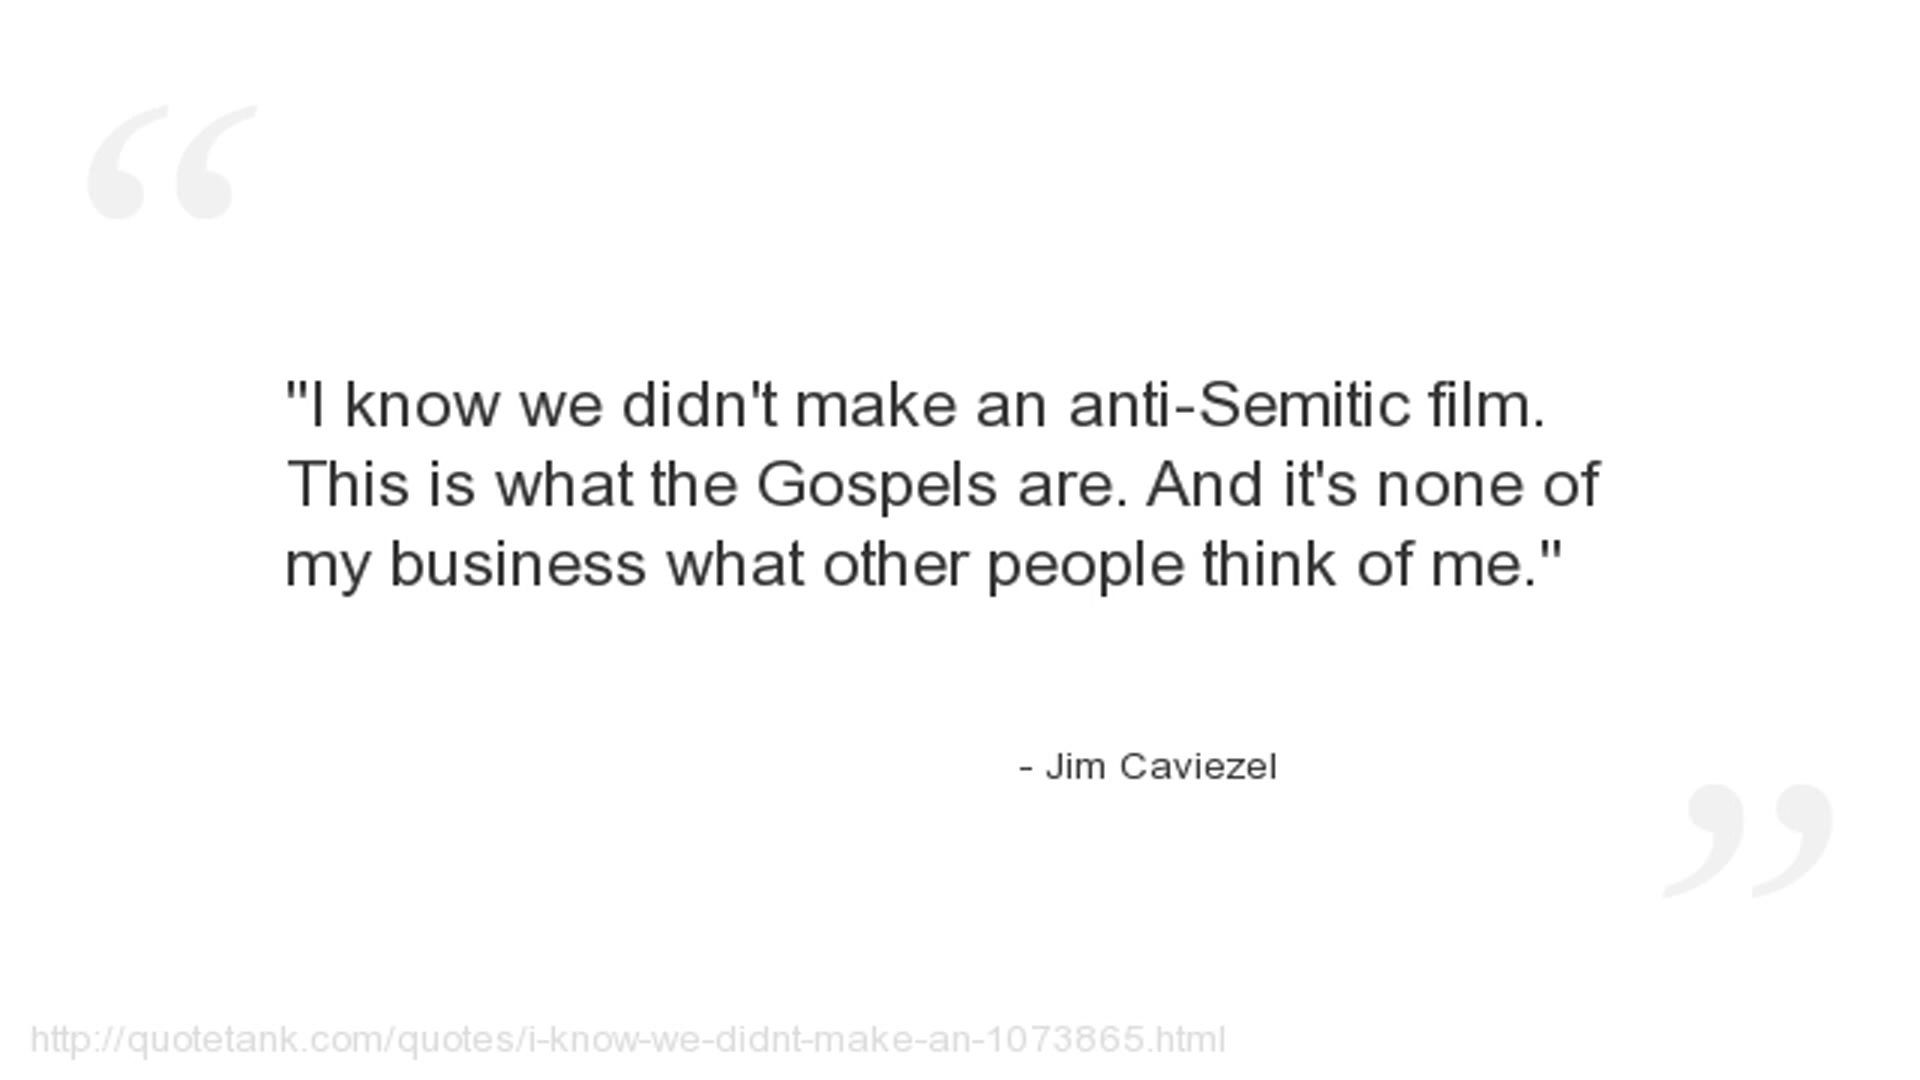 "I know we didn't make an anti-Semitic film.
This is what the Gospels are. And it's none of
my business what other people think of me."
- Jim Caviezel
http://quotetank.com/quotes/i-know-we-didnt-make-an-1073865.html